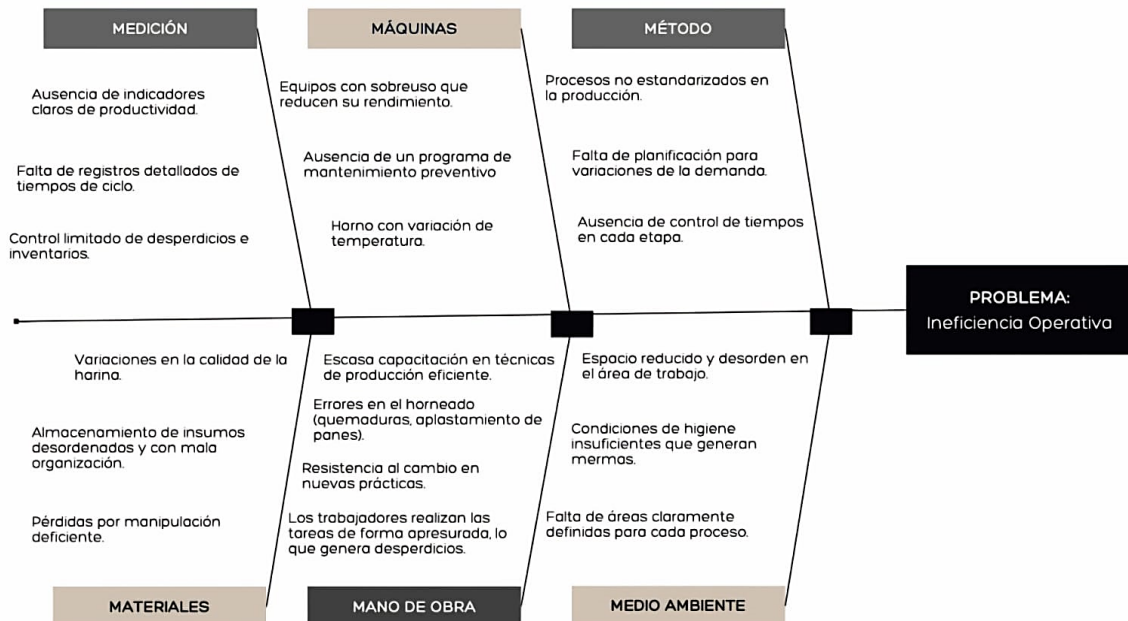 MEDICIÓN
Ausencia de indicadores
claros de productividad.
Falta de registros detallados de
tiempos de ciclo.
Control limitado de desperdicios e
inventarios.
MÁQUINAS
Equipos con sobreuso que
reducen su rendimiento.
Ausencia de un programa de
mantenimiento preventivo
Horno con variación de
temperatura.
MÉTODO
Procesos no estandarizados en
la producción.
Falta de planificación para
variaciones de la demanda.
Ausencia de control de tiempos
en cada etapa.
PROBLEMA:
Ineficiencia Operativa
Variaciones en la calidad de la
harina.
Almacenamiento de insumos
desordenados y con mala
organización.
Pérdidas por manipulación
deficiente.
MATERIALES
Escasa capacitación en técnicas
de producción eficiente.
Errores en el horneado
(quemaduras, aplastamiento de
panes).
Resistencia al cambio en
nuevas prácticas.
Los trabajadores realizan las
tareas de forma apresurada, lo
que genera desperdicios.
MANO DE OBRA
Espacio reducido y desorden en
el área de trabajo.
Condiciones de higiene
insuficientes que generan
mermas.
Falta de áreas claramente
definidas para cada proceso.
MEDIO AMBIENTE